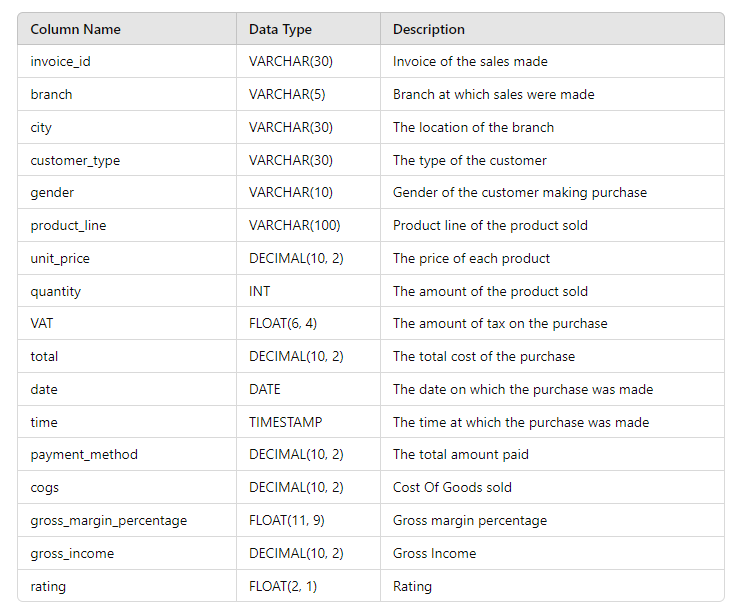 Column Name Data Type Description
invoice_id VARCHAR(30) Invoice of the sales made
branch VARCHAR(5) Branch at which sales were made
city VARCHAR(30) The location of the branch
customer_type VARCHAR(30) The type of the customer
gender VARCHAR(10) Gender of the customer making purchase
product_line VARCHAR(100) Product line of the product sold
unit_price DECIMAL(10, 2) The price of each product
quantity INT The amount of the product sold
VAT FLOAT(6, 4) The amount of tax on the purchase
total DECIMAL(10, 2) The total cost of the purchase
date DATE The date on which the purchase was made
time TIMESTAMP The time at which the purchase was made
payment_method DECIMAL(10, 2) The total amount paid
cogs DECIMAL(10, 2) Cost Of Goods sold
gross_margin_percentage FLOAT(11, 9) Gross margin percentage
gross_income DECIMAL(10, 2) Gross Income
rating FLOAT(2, 1) Rating